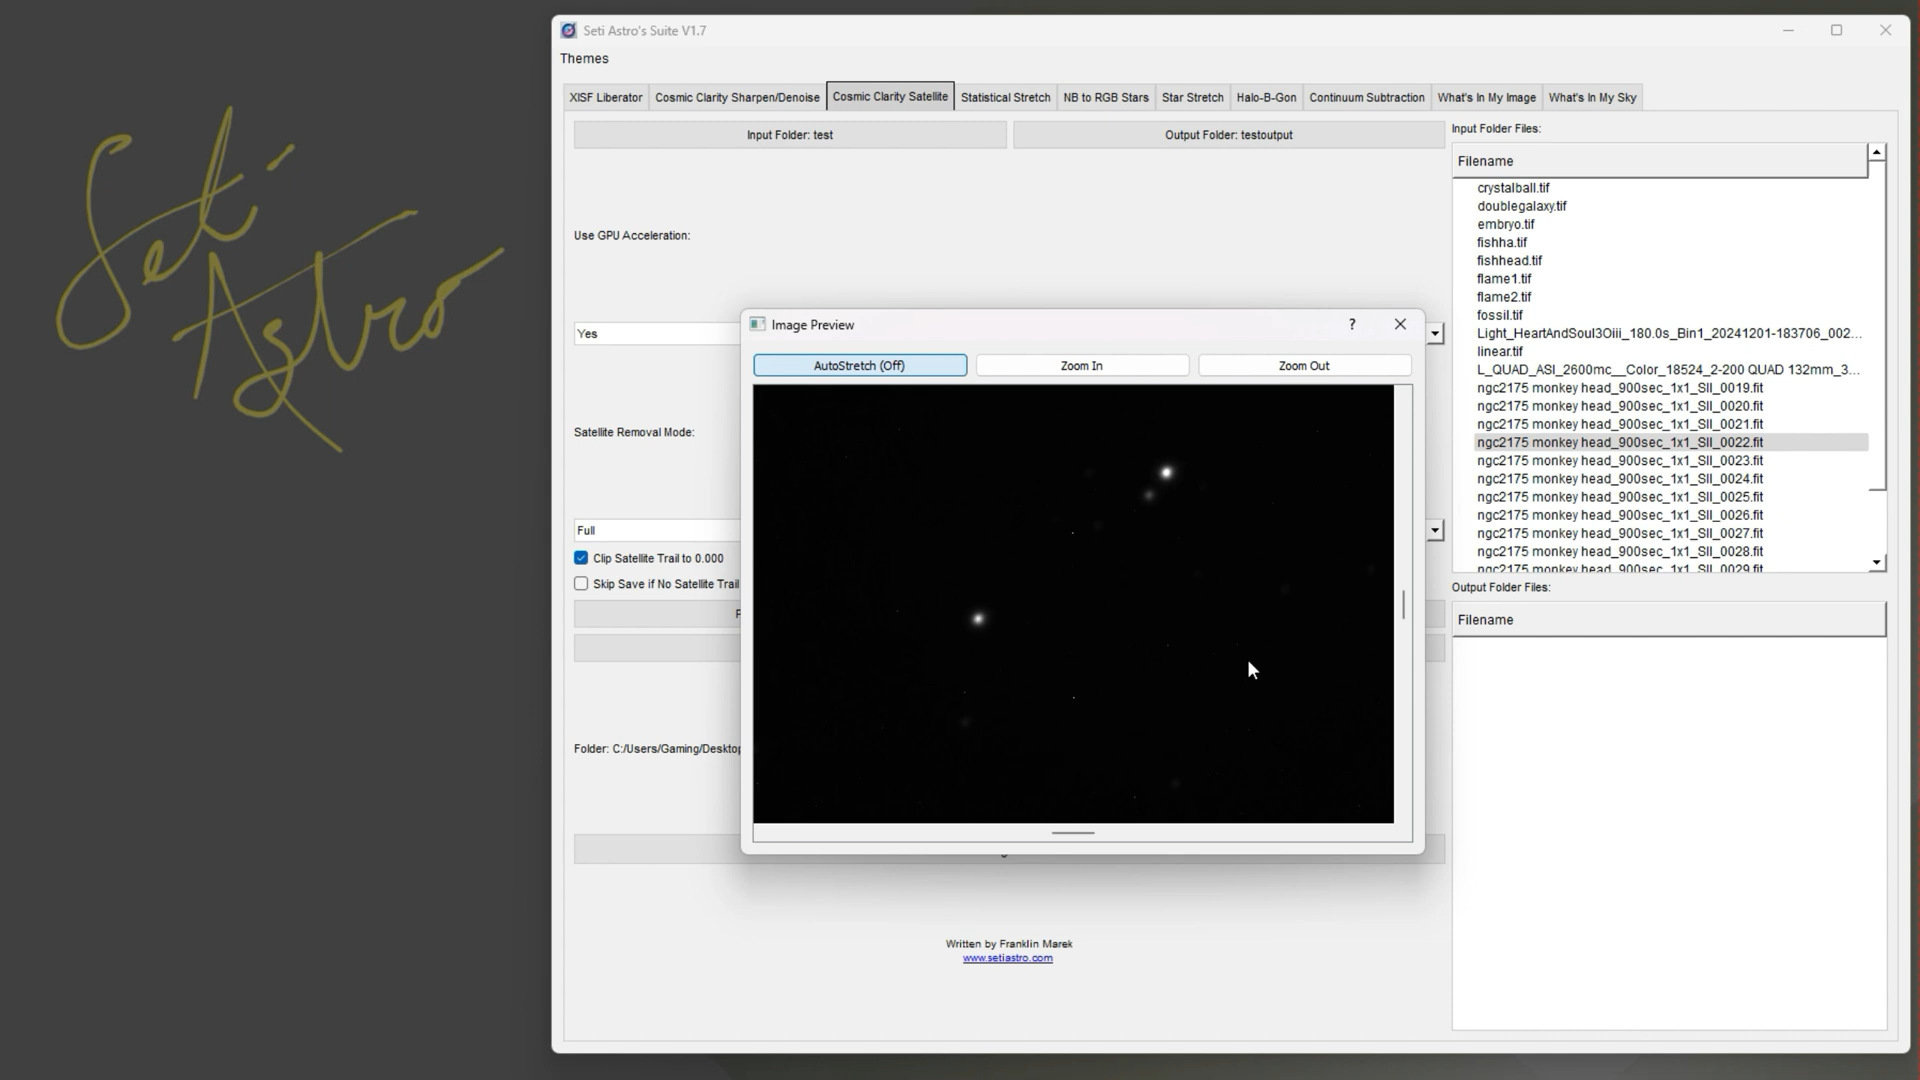 Seti
Astro
Seti Astro's Suite V1.7
Themes
XISF Liberator
Cosmic Clarity Sharpen/Denoise
Cosmic Clarity Satellite
Statistical Stretch
NB to RGB Stars
Star Stretch
Halo-B-Gon
Continuum Subtraction
What's In My Image
What's In My Sky
Input Folder: test
Output Folder: testoutput
Use GPU Acceleration:
Yes
Satellite Removal Mode:
Full
Clip Satellite Trail to 0.000
Skip Save if No Satellite Trail
Folder: C:/Users/Gaming/Desktop
Written by Franklin Marek
www.setiastro.com
Image Preview
?
AutoStretch (Off)
Zoom In
Zoom Out
Input Folder Files:
Filename
crystalball.tif
doublegalaxy.tif
embryo.tif
fishha.tif
fishhead.tif
flame1.tif
flame2.tif
fossil.tif
Light_HeartAndSoul3Oiii_180.0s_Bin1_20241201-183706_002...
linear.tif
L_QUAD_ASI_2600mc__Color_18524_2-200 QUAD 132mm_3...
ngc2175 monkey head_900sec_1x1_SII_0019.fit
ngc2175 monkey head_900sec_1x1_SII_0020.fit
ngc2175 monkey head_900sec_1x1_SII_0021.fit
ngc2175 monkey head_900sec_1x1_SII_0022.fit
ngc2175 monkey head_900sec_1x1_SII_0023.fit
ngc2175 monkey head_900sec_1x1_SII_0024.fit
ngc2175 monkey head_900sec_1x1_SII_0025.fit
ngc2175 monkey head_900sec_1x1_SII_0026.fit
ngc2175 monkey head_900sec_1x1_SII_0027.fit
ngc2175 monkey head_900sec_1x1_SII_0028.fit
ngc2175 monkey head_900sec_1x1_SII_0029.fit
Output Folder Files:
Filename